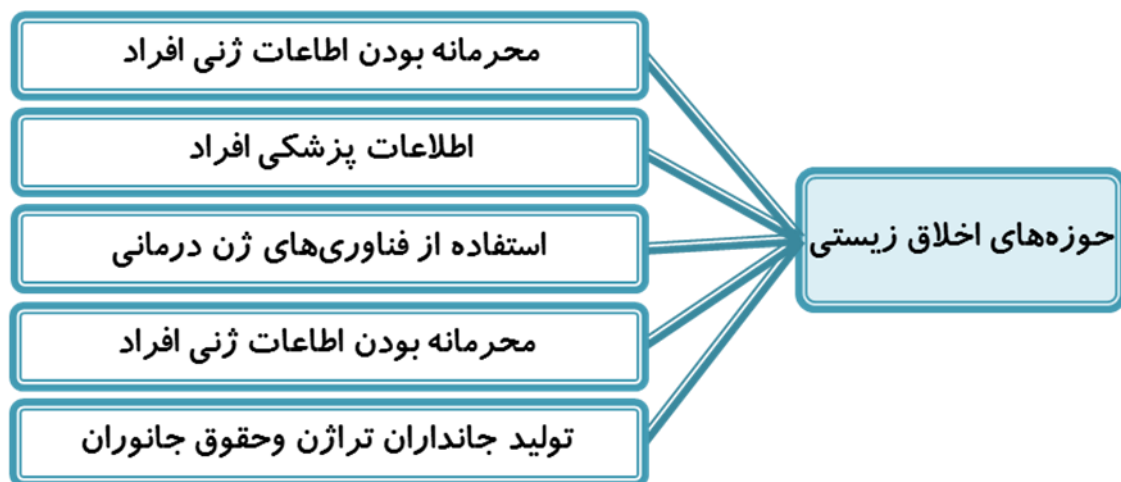 حوزه‌های اخلاق زیستی
محرمانه بودن اطاعات ژنی افراد
اطلاعات پزشکی افراد
استفاده از فناوری‌های ژن درمانی
محرمانه بودن اطاعات ژنی افراد
تولید جانداران تراژن وحقوق جانوران